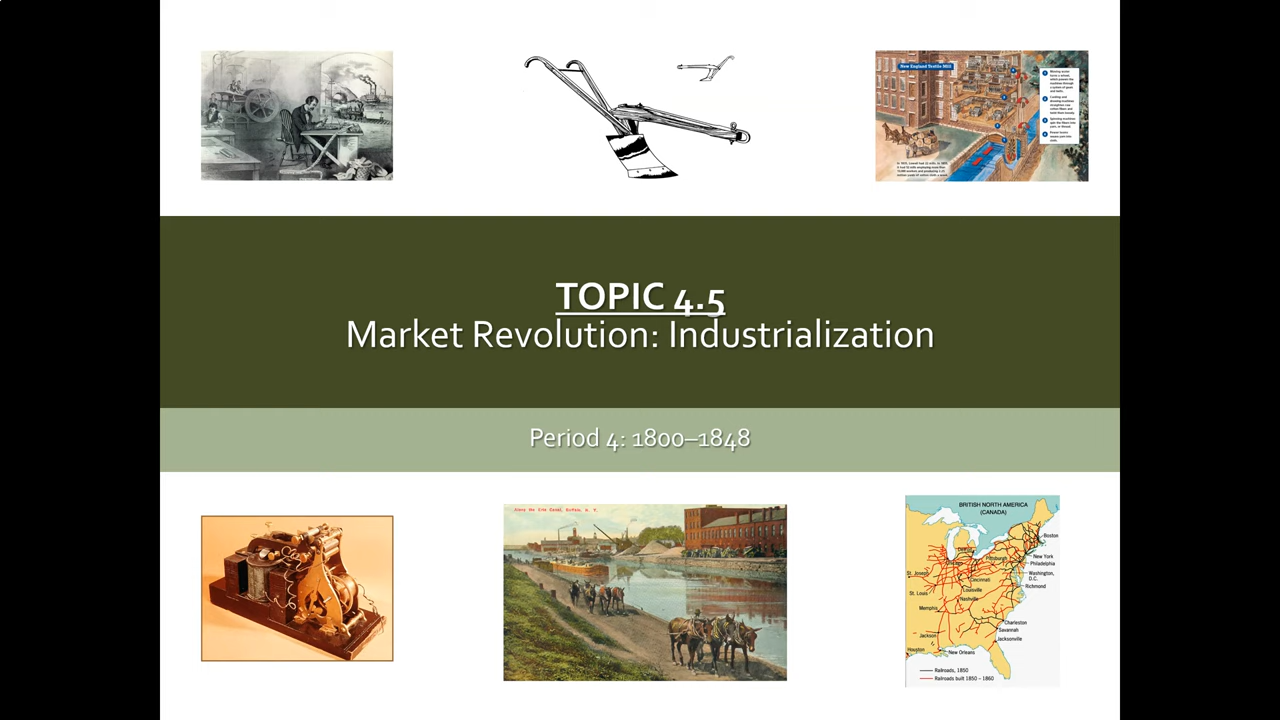 New England Textile Mill
TOPIC 4.5
Market Revolution: Industrialization
Period 4: 1800–1848
Along the Erie Canal, Buffalo, N. Y.
BRITISH NORTH AMERICA
(CANADA)
Boston
Detroit
New York
Pittsburgh
Philadelphia
St. Joseph
Washington,
D.C.
Cincinnati
Richmond
St. Louis
Louisville
Nashville
Memphis
Charleston
Savannah
Jackson
Jacksonville
Houston
New Orleans
Railroads, 1850
Railroads built 1850 – 1860